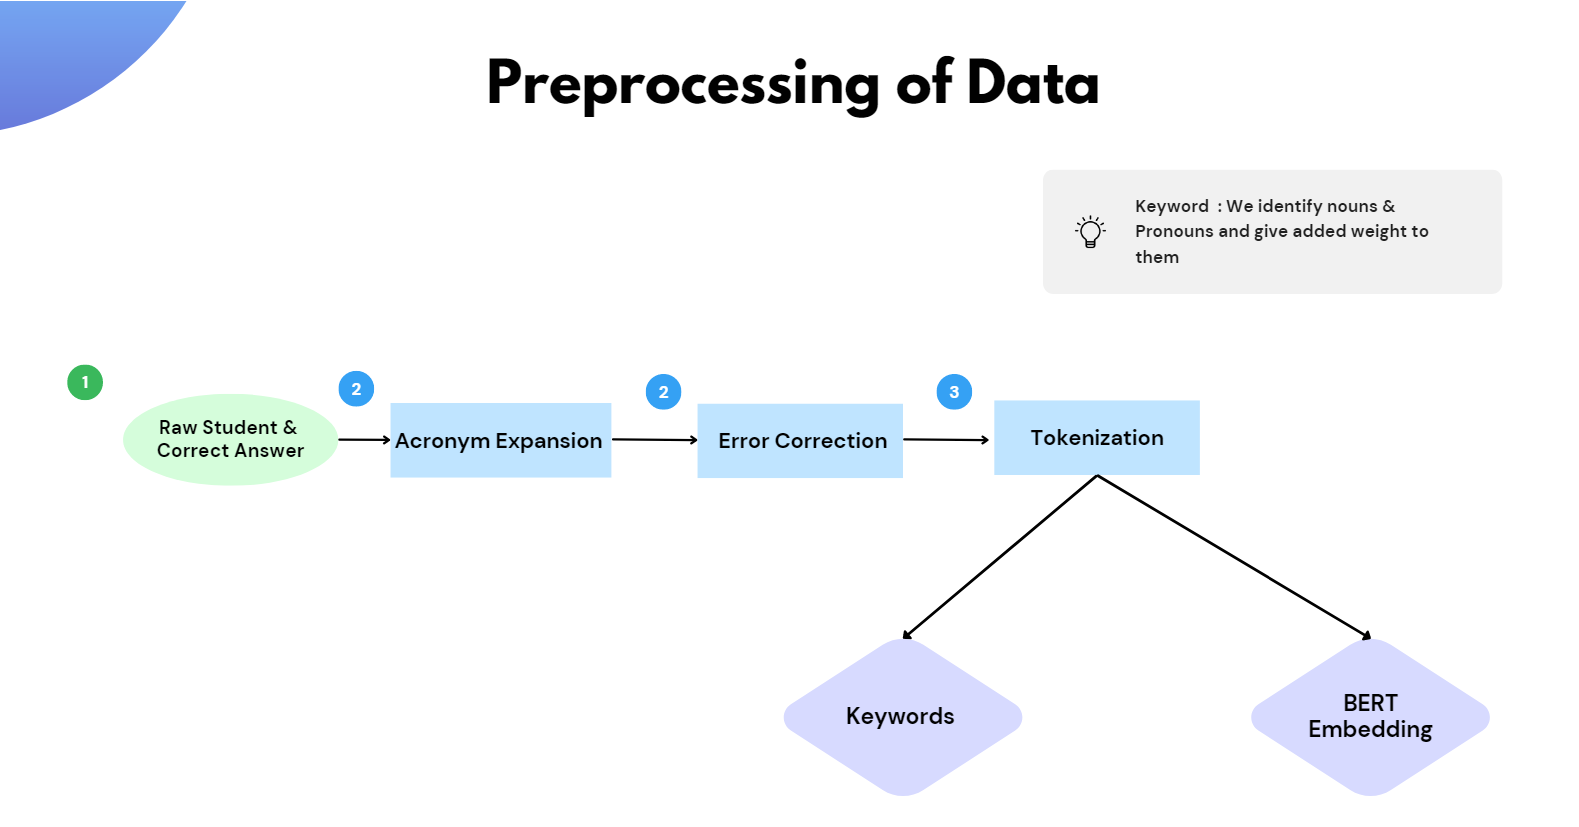 Preprocessing of Data
Keyword : We identify nouns &
Pronouns and give added weight to
them
1
2
2
3
Raw Student &
Correct Answer
Acronym Expansion
Error Correction
Tokenization
Keywords
BERT
Embedding